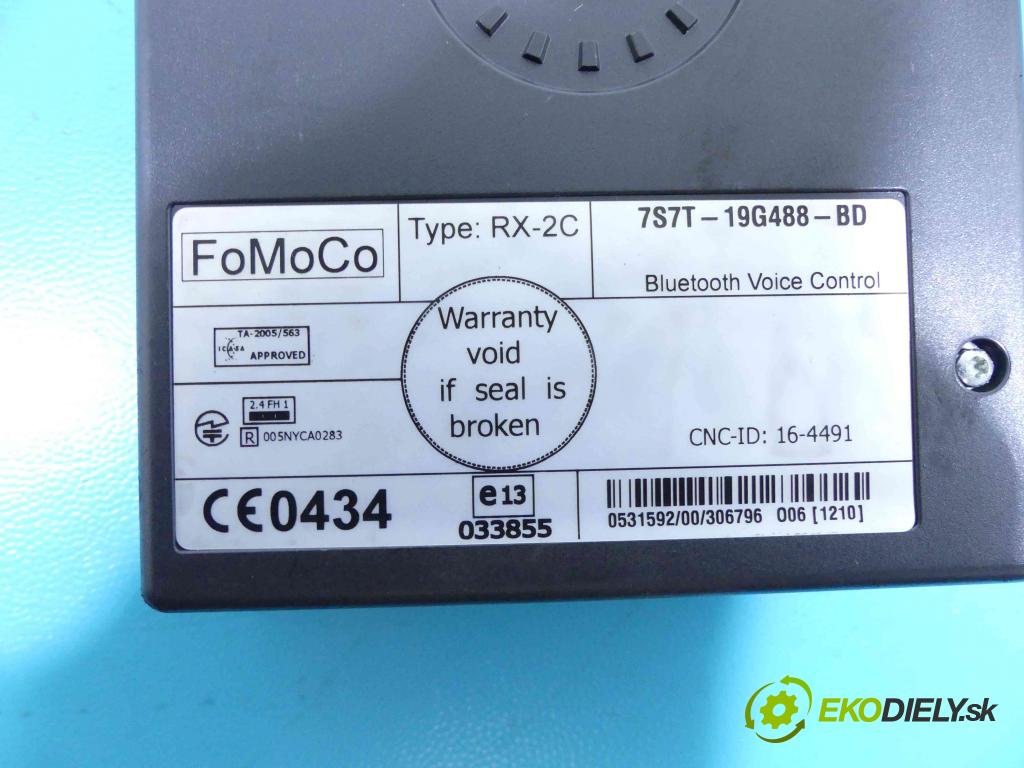 FoMoCo
Type: RX-2C
7S7T-19G488-BD
Bluetooth Voice Control
TA-2005/563
ICASA
APPROVED
Warranty
void
if seal is
broken
2.4 FH 1
R 005NYCA0283
CNC-ID: 16-4491
CE0434
e13
033855
0531592/00/306796 006 [1210]
EKODIELY.sk